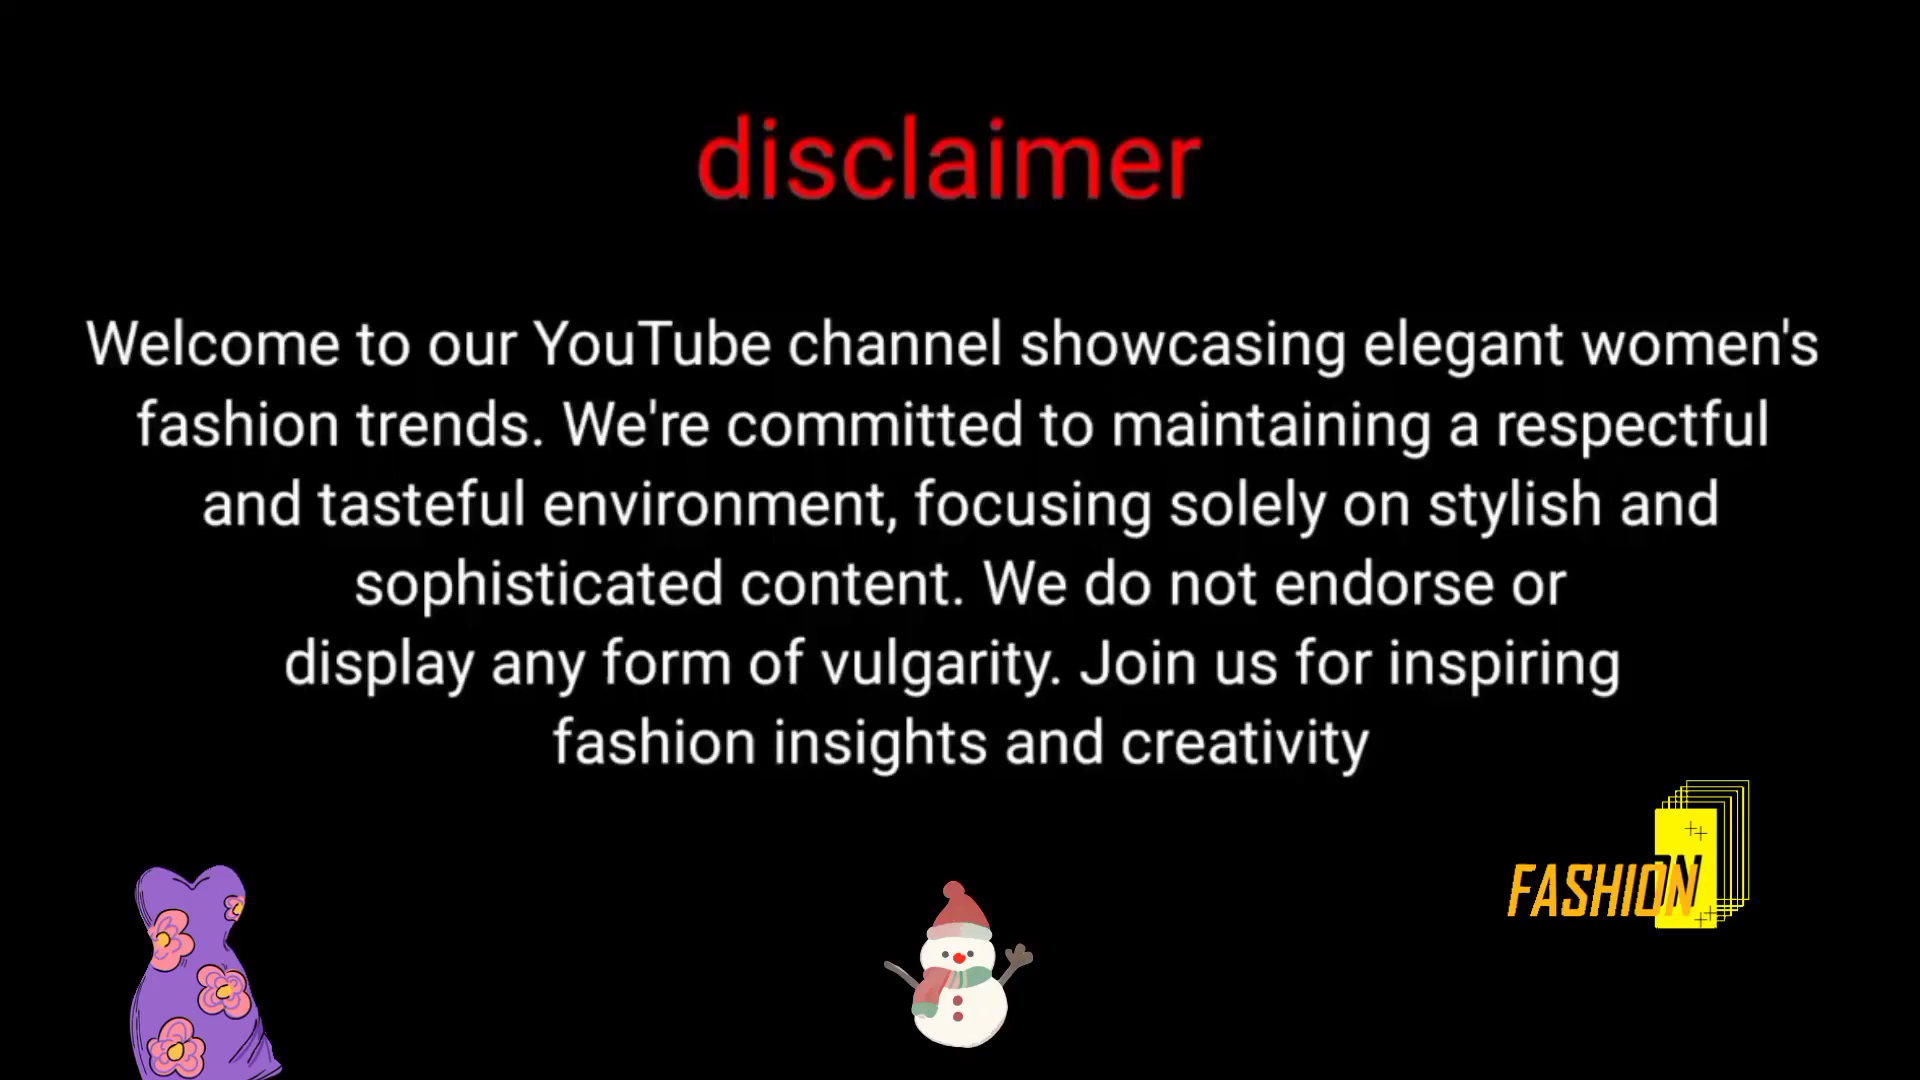 disclaimer
Welcome to our YouTube channel showcasing elegant women's
fashion trends. We're committed to maintaining a respectful
and tasteful environment, focusing solely on stylish and
sophisticated content. We do not endorse or
display any form of vulgarity. Join us for inspiring
fashion insights and creativity
FASHION